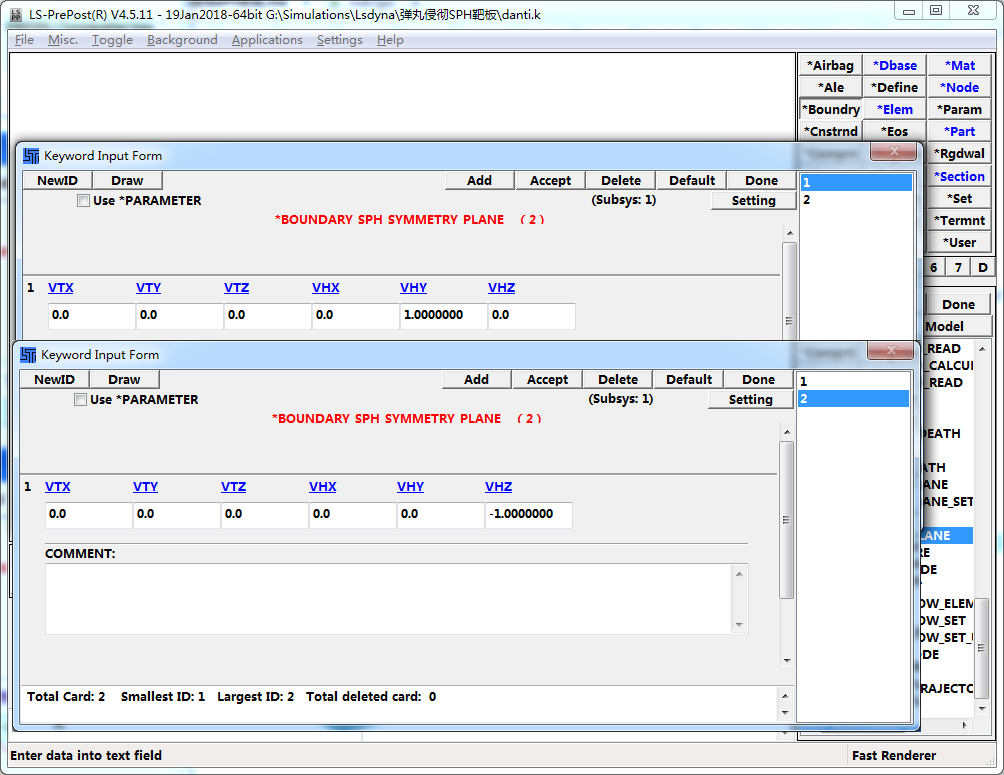 LS-PrePost(R) V4.5.11 - 19Jan2018-64bit G:\Simulations\Lsdyna\弹丸侵彻SPH靶板\danti.k
File Misc. Toggle Background Applications Settings Help
*Airbag *Dbase *Mat
*Ale *Define *Node
*Boundry *Elem *Param
*Cnstrnd *Eos *Part
*Rgdwal
*Section
*Set
*Termnt
*User
6 7 D
Keyword Input Form
NewID Draw Add Accept Delete Default Done
Use *PARAMETER (Subsys: 1) Setting
*BOUNDARY SPH SYMMETRY PLANE ( 2 )
1
2
1 VTX VTY VTZ VHX VHY VHZ
0.0 0.0 0.0 0.0 1.0000000 0.0
Keyword Input Form
NewID Draw Add Accept Delete Default Done
Use *PARAMETER (Subsys: 1) Setting
*BOUNDARY SPH SYMMETRY PLANE ( 2 )
1
2
1 VTX VTY VTZ VHX VHY VHZ
0.0 0.0 0.0 0.0 0.0 -1.0000000
COMMENT:
Total Card: 2 Smallest ID: 1 Largest ID: 2 Total deleted card: 0
Done
Model
_READ
_CALCU
_READ
DEATH
ATH
ANE
ANE_SET
LANE
RE
DE
OW_ELEM
OW_SET
OW_SET_
DE
RAJECTO
Enter data into text field Fast Renderer